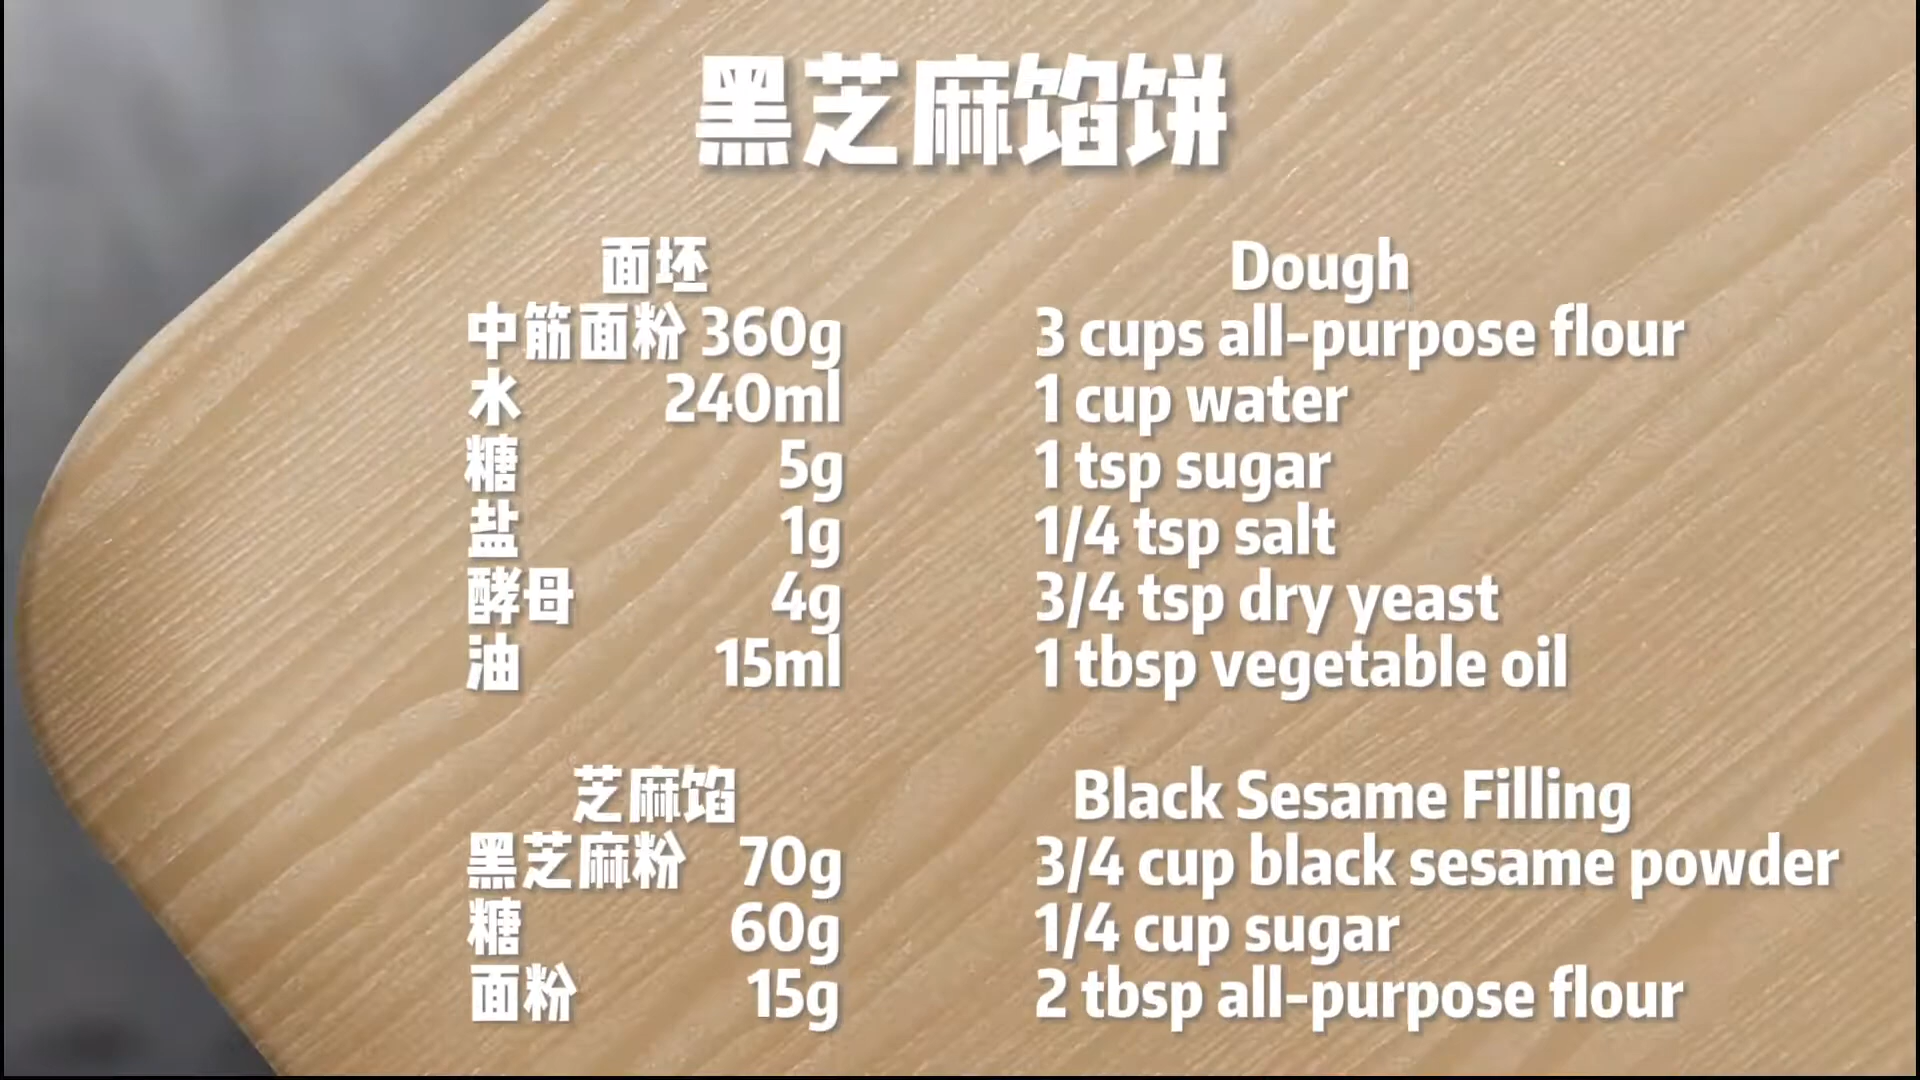 黑芝麻馅饼
面坯
中筋面粉 360g
水 240ml
糖 5g
盐 1g
酵母 4g
油 15ml
芝麻馅
黑芝麻粉 70g
糖 60g
面粉 15g
Dough
3 cups all-purpose flour
1 cup water
1 tsp sugar
1/4 tsp salt
3/4 tsp dry yeast
1 tbsp vegetable oil
Black Sesame Filling
3/4 cup black sesame powder
1/4 cup sugar
2 tbsp all-purpose flour